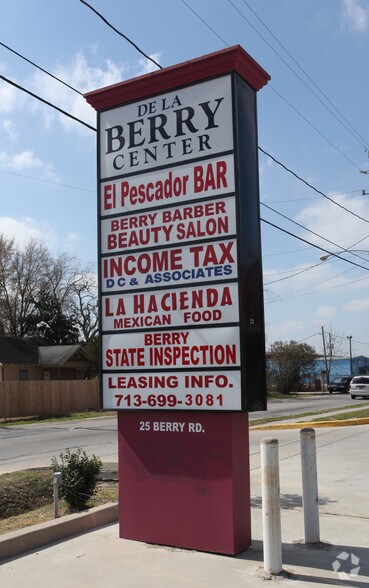 DE LA
BERRY
CENTER
El Pescador BAR
BERRY BARBER
BEAUTY SALON
INCOME TAX
DC & ASSOCIATES
LA HACIENDA
MEXICAN FOOD
BERRY
STATE INSPECTION
LEASING INFO.
713-699-3081
25 BERRY RD.